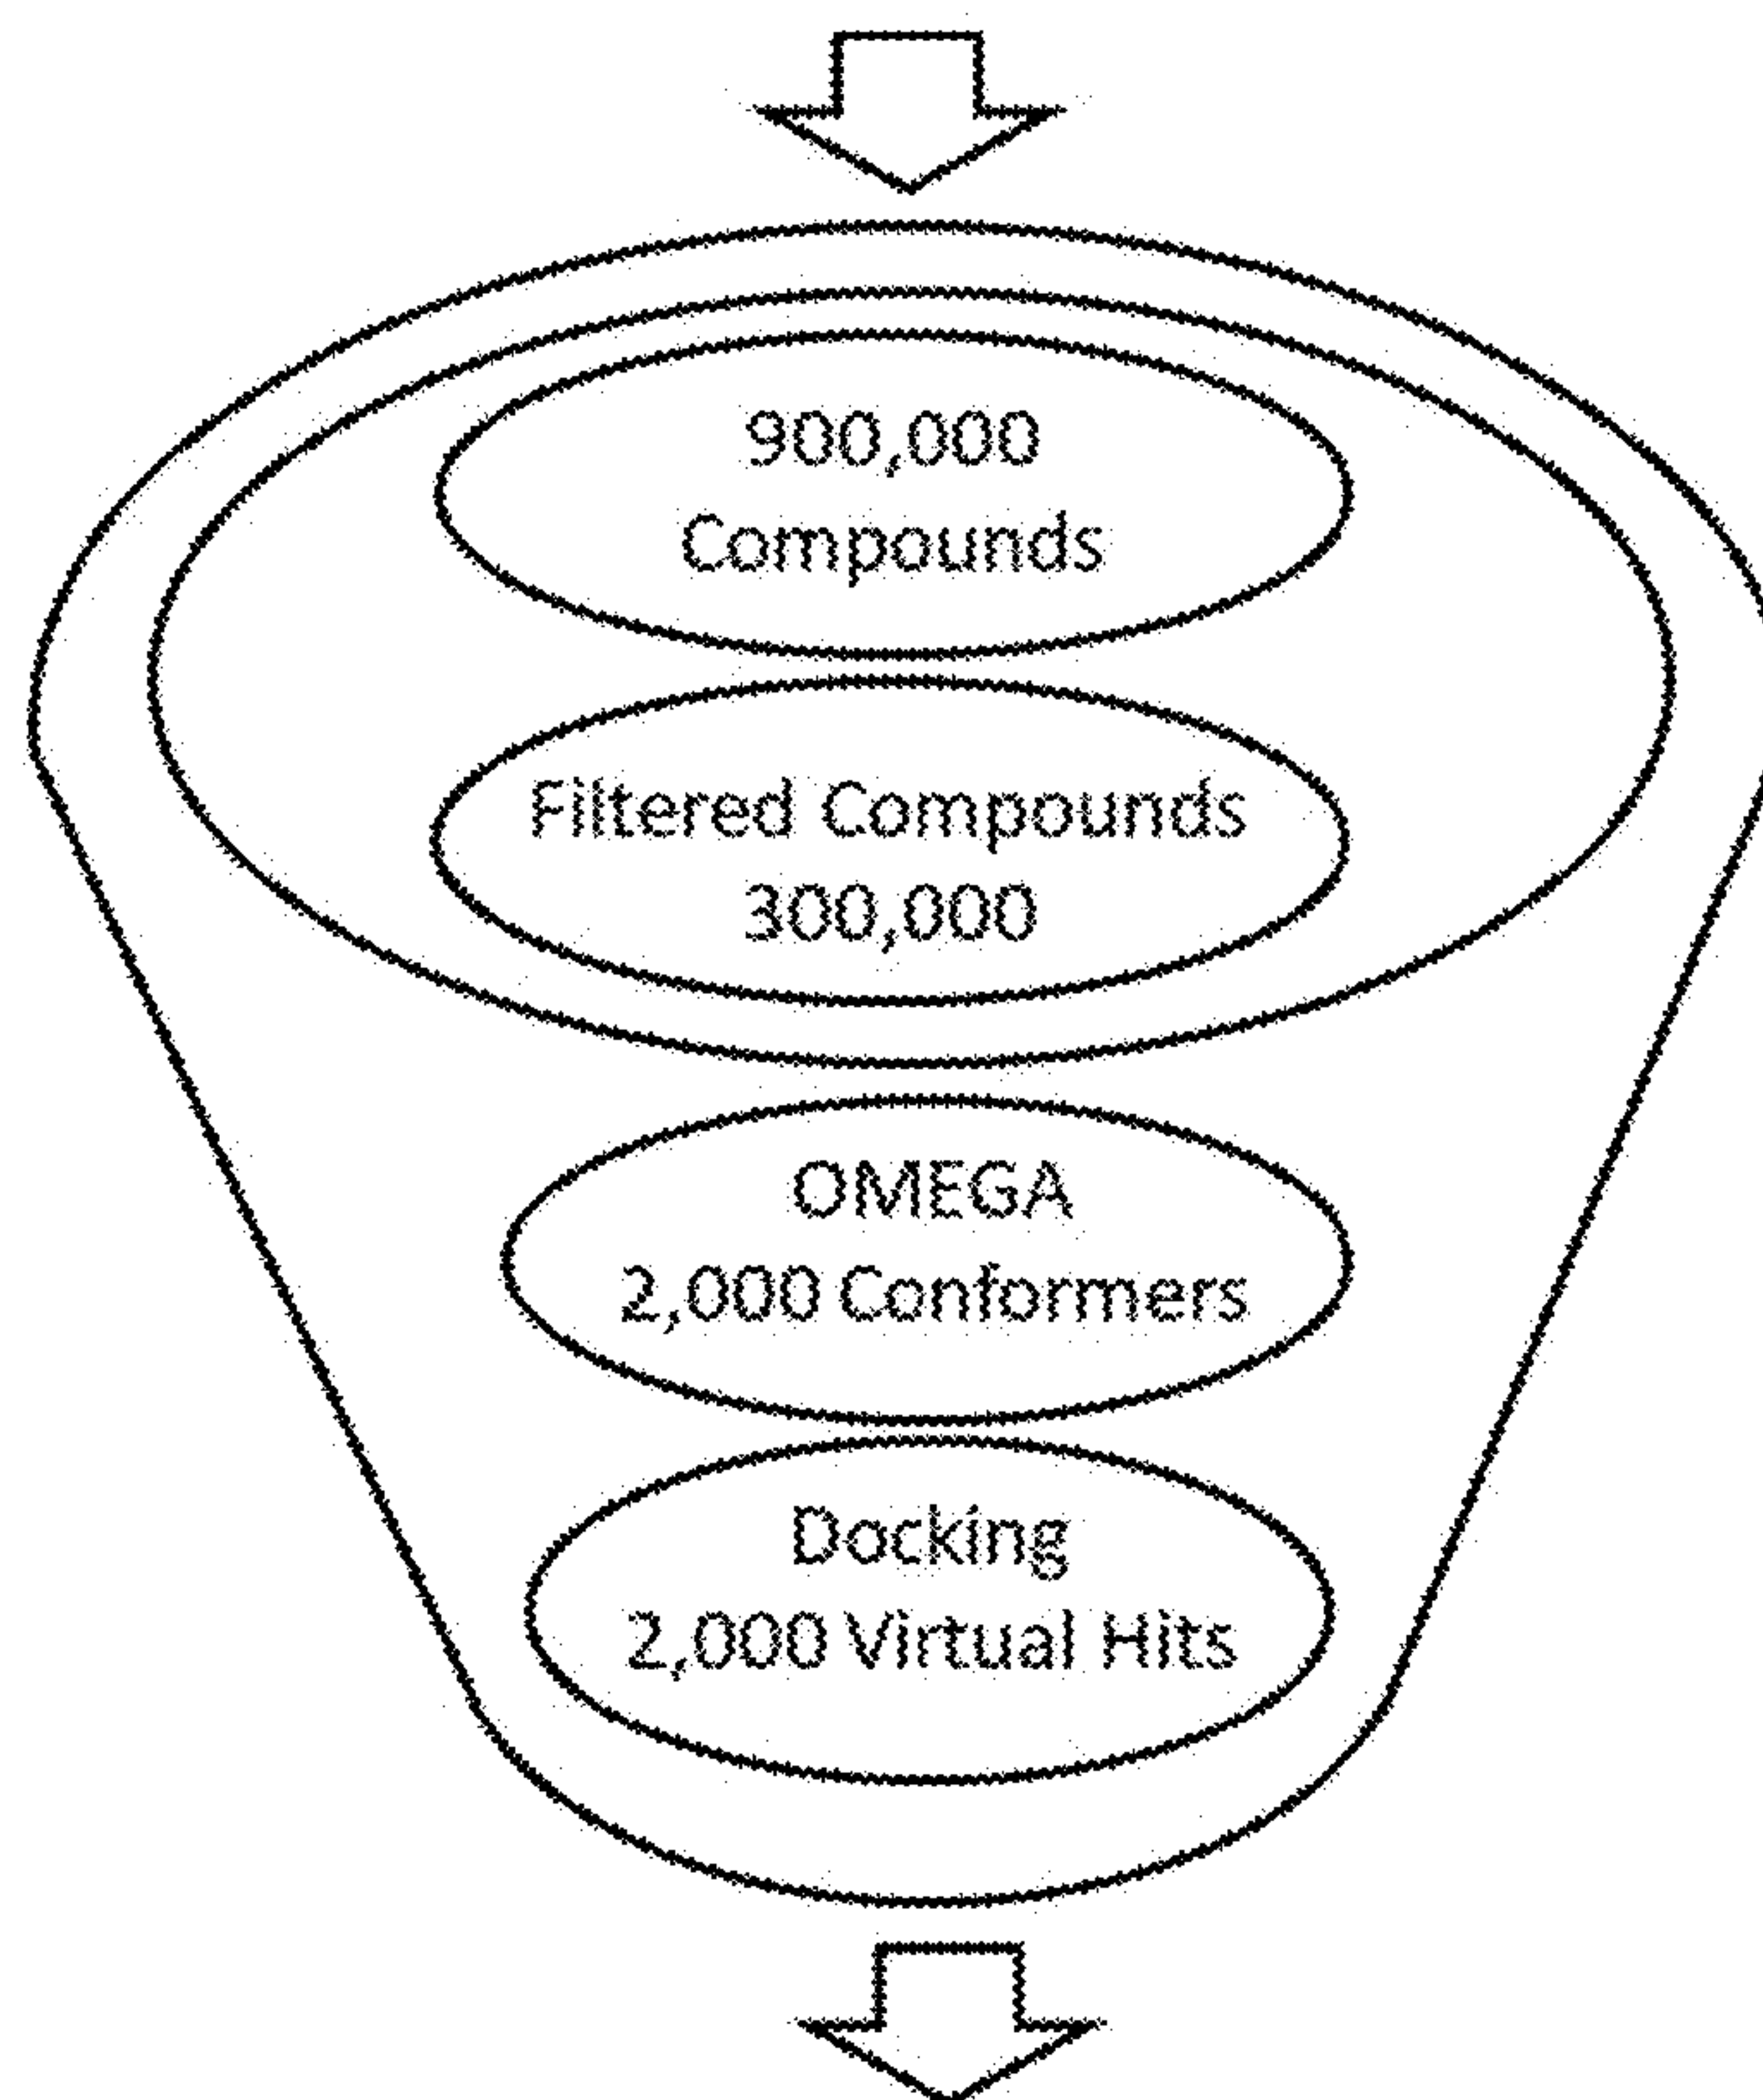 900,000
Compounds
Filtered Compounds
300,000
OMEGA
2,000 Conformers
Docking
2,000 Virtual Hits